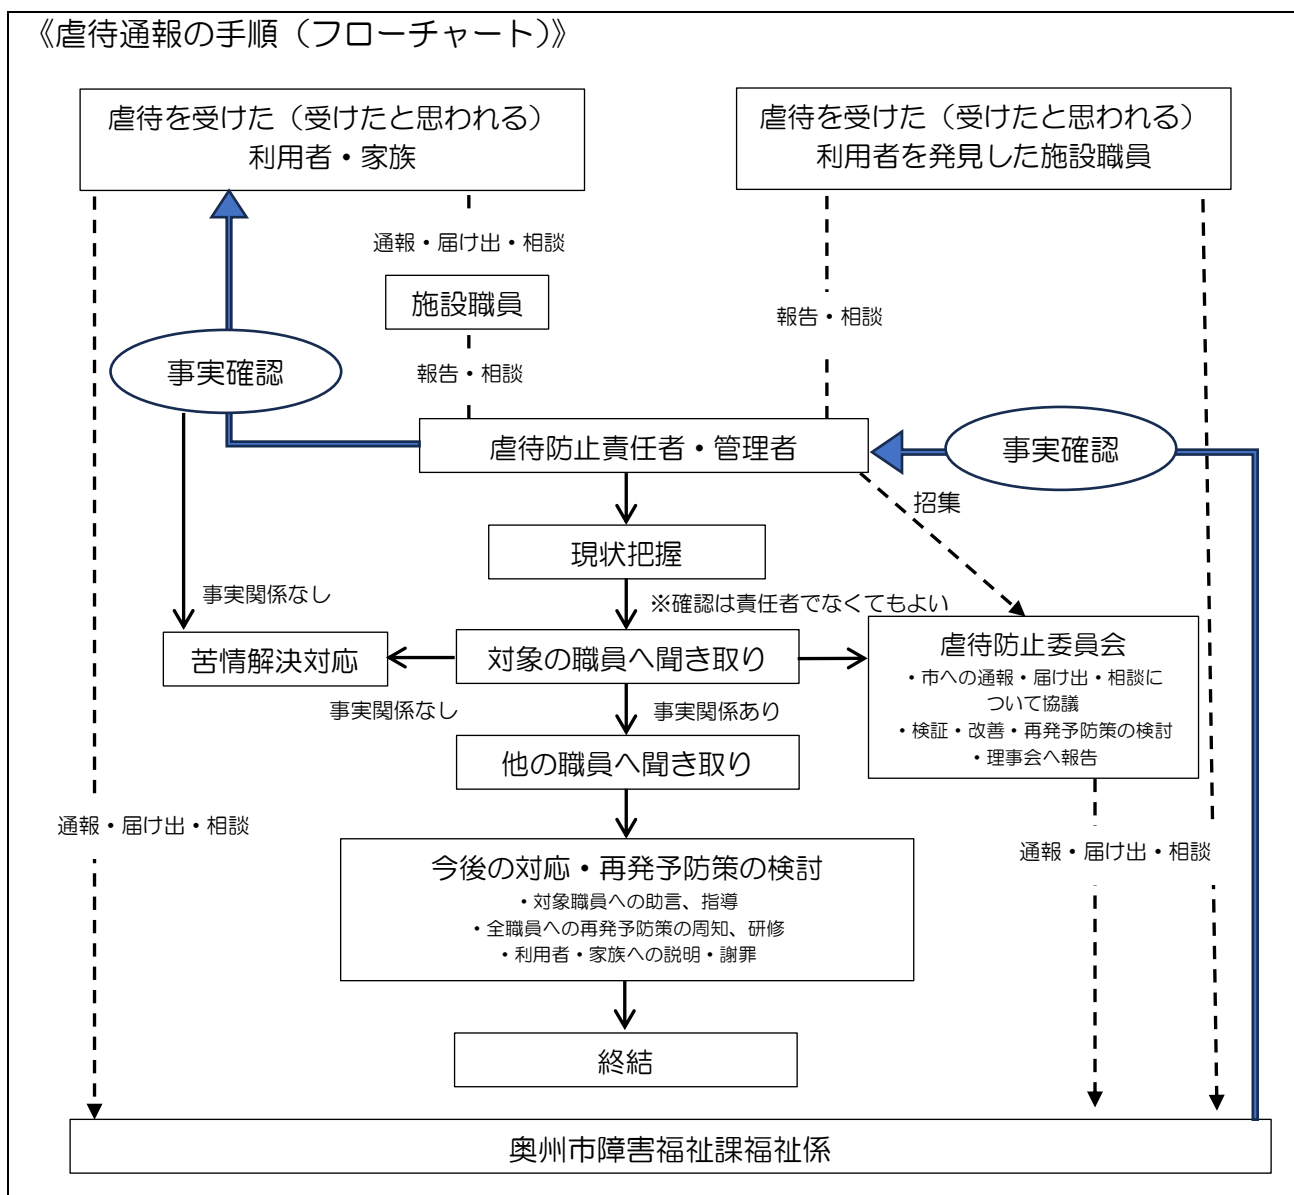 《虐待通報の手順（フローチャート）》
虐待を受けた（受けたと思われる）
利用者・家族
虐待を受けた（受けたと思われる）
利用者を発見した施設職員
通報・届け出・相談
施設職員
報告・相談
報告・相談
事実確認
虐待防止責任者・管理者
事実確認
招集
現状把握
事実関係なし
※確認は責任者でなくてもよい
苦情解決対応
対象の職員へ聞き取り
虐待防止委員会
・市への通報・届け出・相談に
ついて協議
・検証・改善・再発予防策の検討
・理事会へ報告
事実関係なし
事実関係あり
他の職員へ聞き取り
通報・届け出・相談
通報・届け出・相談
今後の対応・再発予防策の検討
・対象職員への助言、指導
・全職員への再発予防策の周知、研修
・利用者・家族への説明・謝罪
終結
奥州市障害福祉課福祉係